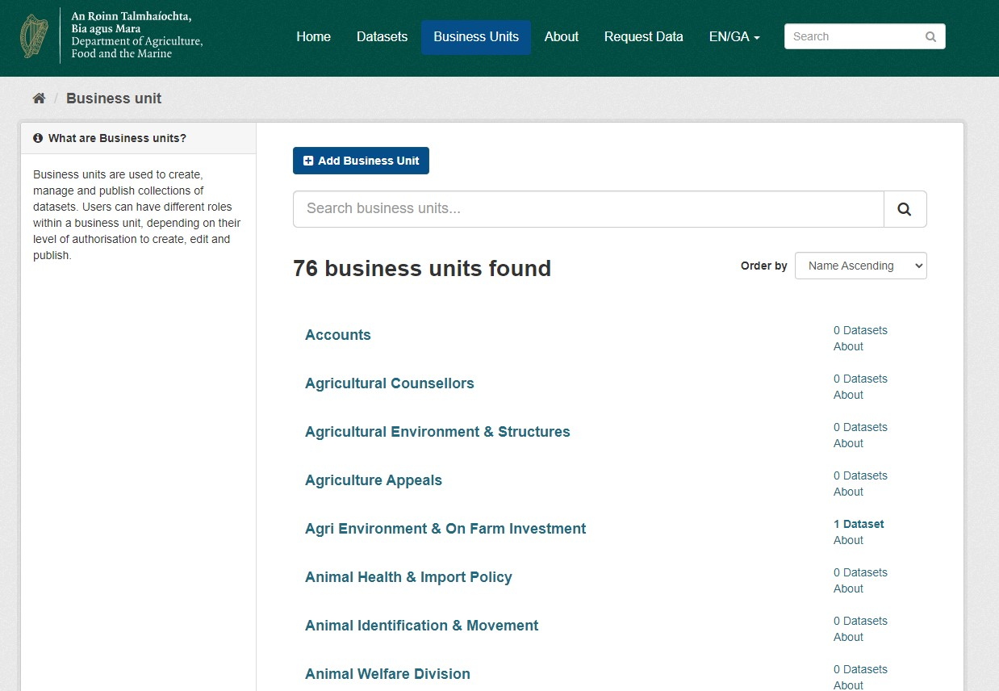 An Roinn Talmhaíochta,
Bia agus Mara
Department of Agriculture,
Food and the Marine
Home
Datasets
Business Units
About
Request Data
EN/GA
Search
/ Business unit
What are Business units?
Business units are used to create,
manage and publish collections of
datasets. Users can have different roles
within a business unit, depending on their
level of authorisation to create, edit and
publish.
Add Business Unit
Search business units...
76 business units found
Order by
Name Ascending
Accounts
0 Datasets
About
Agricultural Counsellors
0 Datasets
About
Agricultural Environment & Structures
0 Datasets
About
Agriculture Appeals
0 Datasets
About
Agri Environment & On Farm Investment
1 Dataset
About
Animal Health & Import Policy
0 Datasets
About
Animal Identification & Movement
0 Datasets
About
Animal Welfare Division
0 Datasets
About